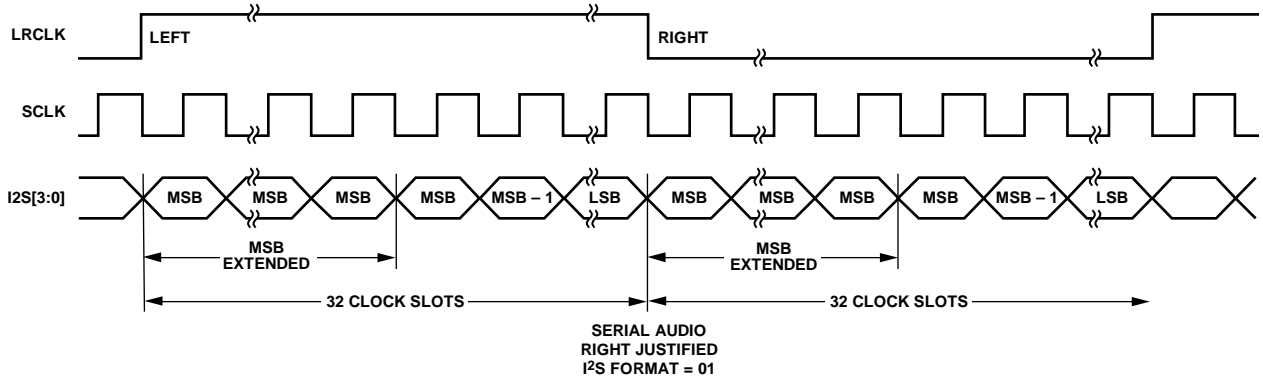 LRCLK
LEFT
RIGHT
SCLK
I2S[3:0]
MSB MSB MSB MSB MSB – 1 LSB MSB MSB MSB MSB MSB – 1 LSB
MSB
EXTENDED
MSB
EXTENDED
32 CLOCK SLOTS
32 CLOCK SLOTS
SERIAL AUDIO
RIGHT JUSTIFIED
I²S FORMAT = 01